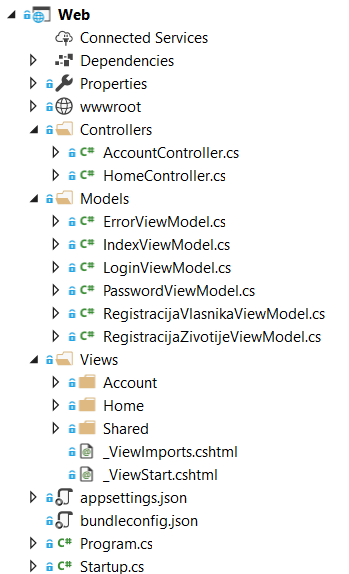 Web
Connected Services
Dependencies
Properties
wwwroot
Controllers
C# AccountController.cs
C# HomeController.cs
Models
C# ErrorViewModel.cs
C# IndexViewModel.cs
C# LoginViewModel.cs
C# PasswordViewModel.cs
C# RegistracijaVlasnikaViewModel.cs
C# RegistracijaZivotijeViewModel.cs
Views
Account
Home
Shared
_ViewImports.cshtml
_ViewStart.cshtml
appsettings.json
bundleconfig.json
C# Program.cs
C# Startup.cs